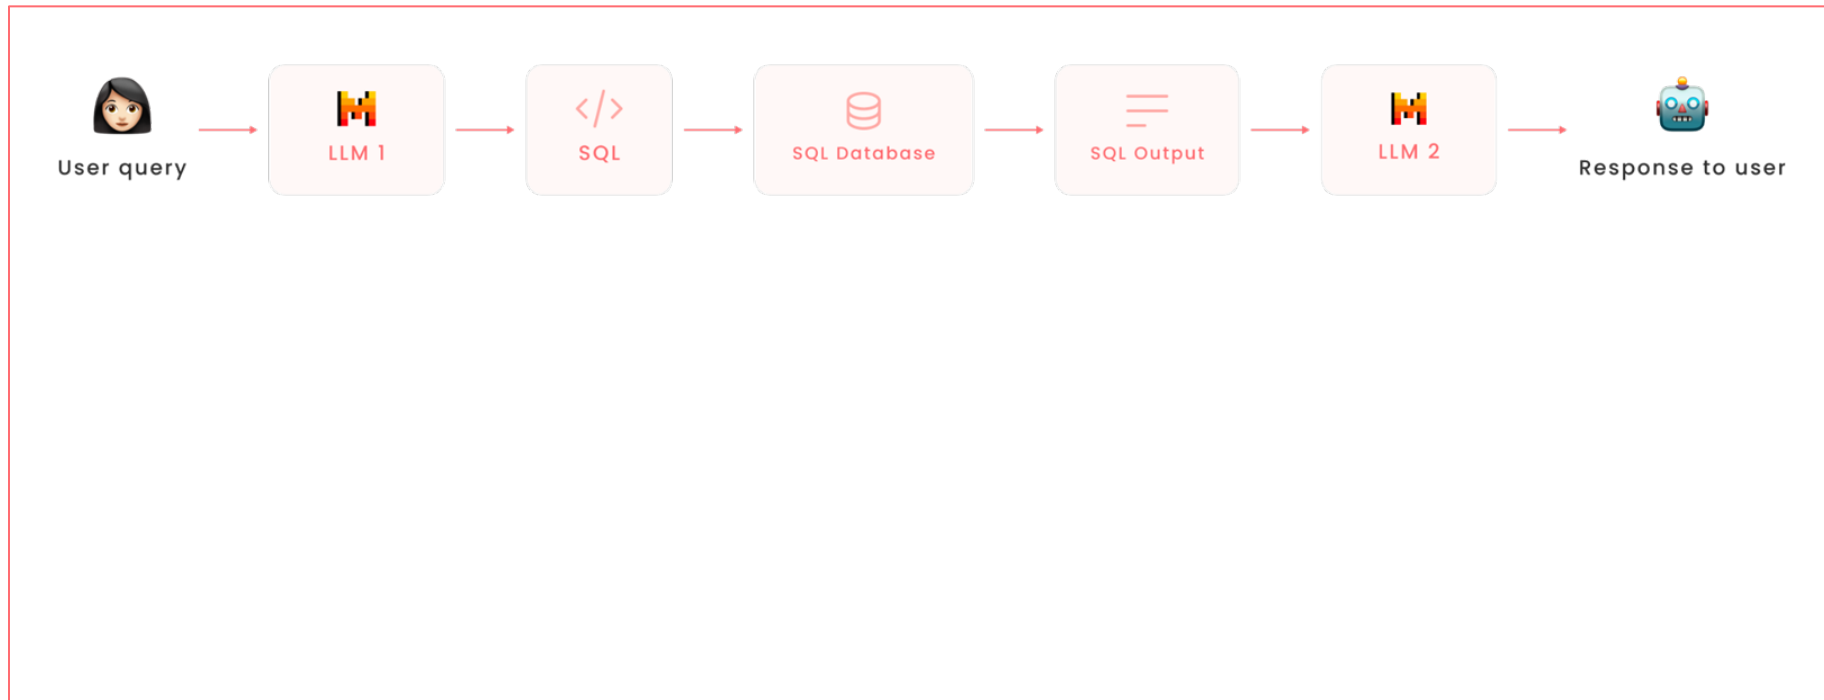 User query
LLM 1
SQL
SQL Database
SQL Output
LLM 2
Response to user